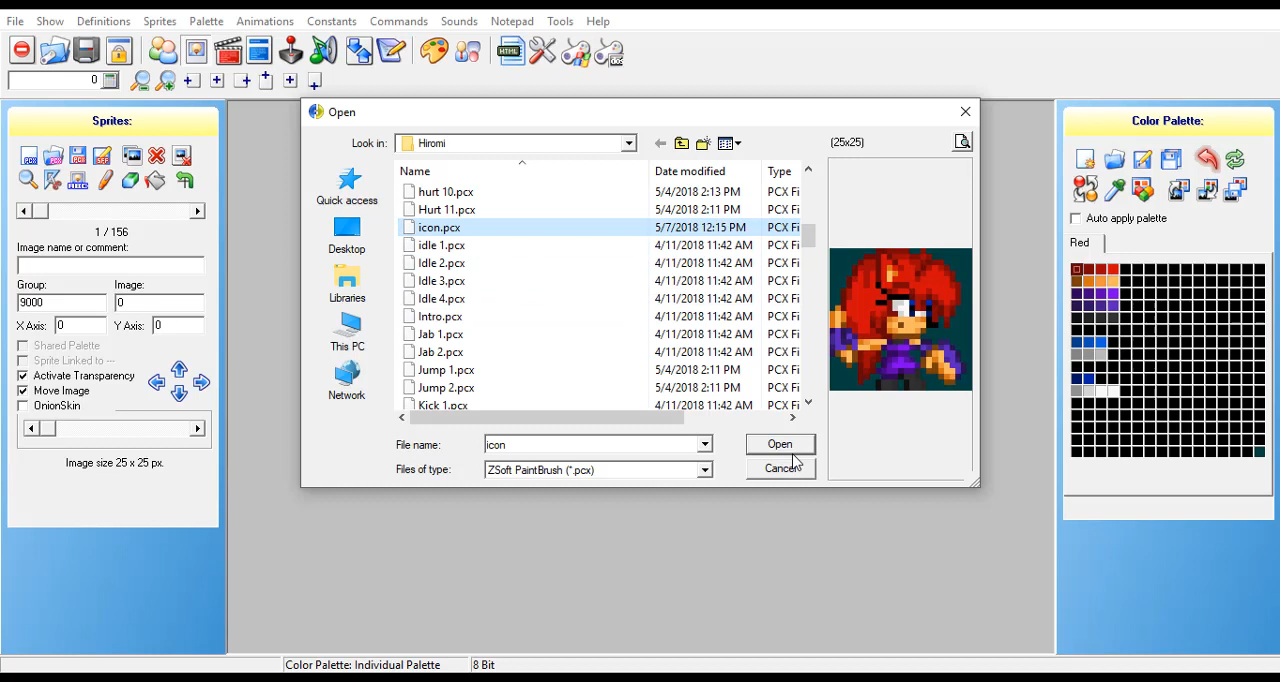 File Show Definitions Sprites Palette Animations Constants Commands Sounds Notepad Tools Help
0
Sprites:
1 / 156
Image name or comment:
Group: Image:
9000 0
X Axis: 0 Y Axis: 0
Shared Palette
Sprite Linked to ---
Activate Transparency
Move Image
OnionSkin
Image size 25 x 25 px.
Open
Look in: Hiromi
(25x25)
Quick access
Desktop
Libraries
This PC
Network
Name Date modified Type
hurt 10.pcx 5/4/2018 2:13 PM PCX Fi
Hurt 11.pcx 5/4/2018 2:11 PM PCX Fi
icon.pcx 5/7/2018 12:15 PM PCX Fi
idle 1.pcx 4/11/2018 11:42 AM PCX Fi
Idle 2.pcx 4/11/2018 11:42 AM PCX Fi
Idle 3.pcx 4/11/2018 11:42 AM PCX Fi
Idle 4.pcx 4/11/2018 11:42 AM PCX Fi
Intro.pcx 4/11/2018 11:42 AM PCX Fi
Jab 1.pcx 4/11/2018 11:42 AM PCX Fi
Jab 2.pcx 4/11/2018 11:42 AM PCX Fi
Jump 1.pcx 5/4/2018 2:11 PM PCX Fi
Jump 2.pcx 5/4/2018 2:11 PM PCX Fi
Kick 1.pcx 4/11/2018 11:42 AM PCX Fi
File name: icon Open
Files of type: ZSoft PaintBrush (*.pcx) Cancel
Color Palette:
Auto apply palette
Red
Color Palette: Individual Palette 8 Bit